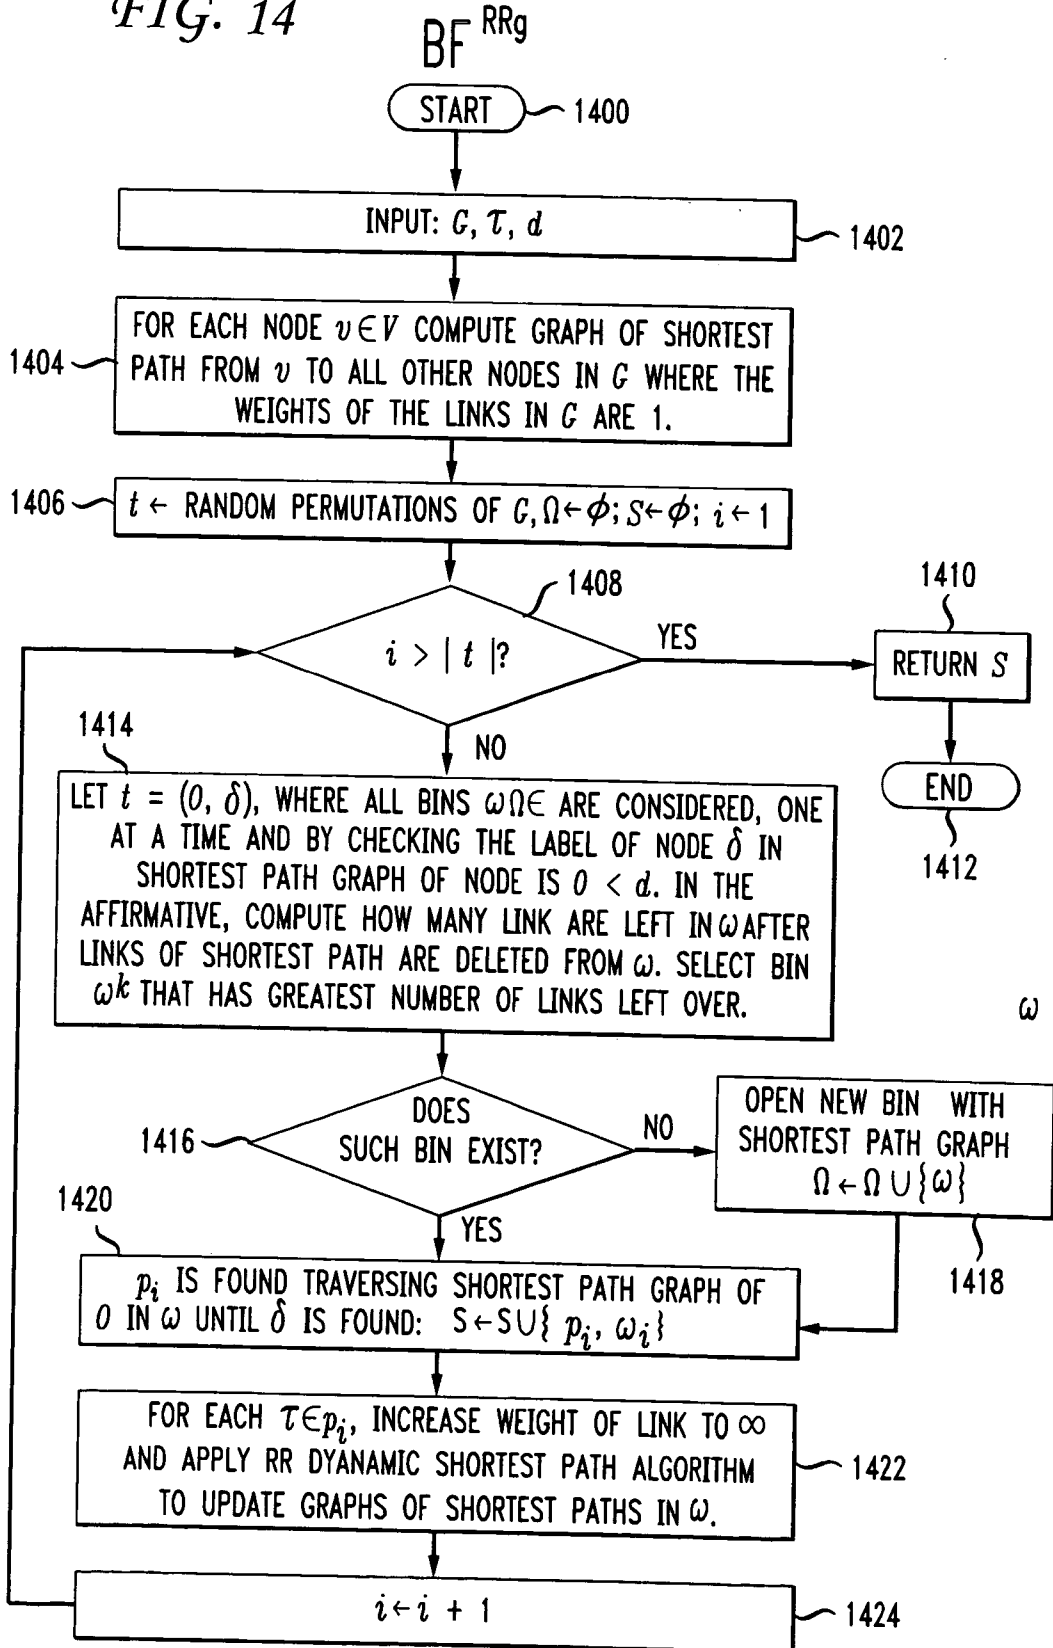 FIG. 14
BF RRg
START
1400
INPUT: G, τ, d
1402
FOR EACH NODE υ∈V COMPUTE GRAPH OF SHORTEST
PATH FROM υ TO ALL OTHER NODES IN G WHERE THE
WEIGHTS OF THE LINKS IN G ARE 1.
1404
1406
t ← RANDOM PERMUTATIONS OF G, Ω←ϕ; S←ϕ; i ← 1
1408
i > | t |?
YES
1410
RETURN S
END
1412
NO
1414
LET t = (O, δ), WHERE ALL BINS ωΩ∈ ARE CONSIDERED, ONE
AT A TIME AND BY CHECKING THE LABEL OF NODE δ IN
SHORTEST PATH GRAPH OF NODE IS O < d. IN THE
AFFIRMATIVE, COMPUTE HOW MANY LINK ARE LEFT IN ω AFTER
LINKS OF SHORTEST PATH ARE DELETED FROM ω. SELECT BIN
ωk THAT HAS GREATEST NUMBER OF LINKS LEFT OVER.
ω
1416
DOES
SUCH BIN EXIST?
NO
OPEN NEW BIN WITH
SHORTEST PATH GRAPH
Ω ← Ω ∪ {ω}
1418
YES
1420
pi IS FOUND TRAVERSING SHORTEST PATH GRAPH OF
O IN ω UNTIL δ IS FOUND: S ← S ∪ { pi, ωi }
FOR EACH τ∈pi, INCREASE WEIGHT OF LINK TO ∞
AND APPLY RR DYANAMIC SHORTEST PATH ALGORITHM
TO UPDATE GRAPHS OF SHORTEST PATHS IN ω.
1422
i ← i + 1
1424